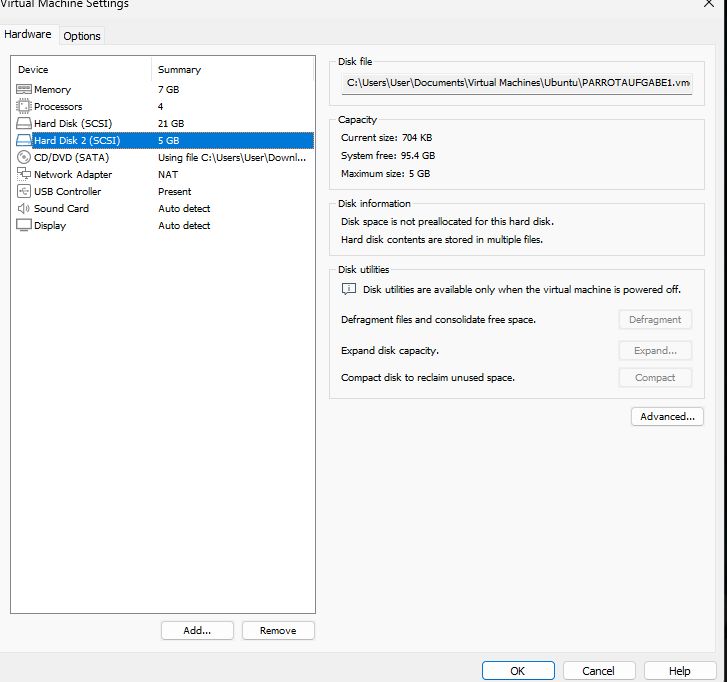 Virtual Machine Settings
Hardware Options
Device Summary
Memory 7 GB
Processors 4
Hard Disk (SCSI) 21 GB
Hard Disk 2 (SCSI) 5 GB
CD/DVD (SATA) Using file C:\Users\User\Downl...
Network Adapter NAT
USB Controller Present
Sound Card Auto detect
Display Auto detect
Add... Remove
Disk file
C:\Users\User\Documents\Virtual Machines\Ubuntu\PARROTAUFGABE1.vm
Capacity
Current size: 704 KB
System free: 95.4 GB
Maximum size: 5 GB
Disk information
Disk space is not preallocated for this hard disk.
Hard disk contents are stored in multiple files.
Disk utilities
Disk utilities are available only when the virtual machine is powered off.
Defragment files and consolidate free space. Defragment
Expand disk capacity. Expand...
Compact disk to reclaim unused space. Compact
Advanced...
OK Cancel Help